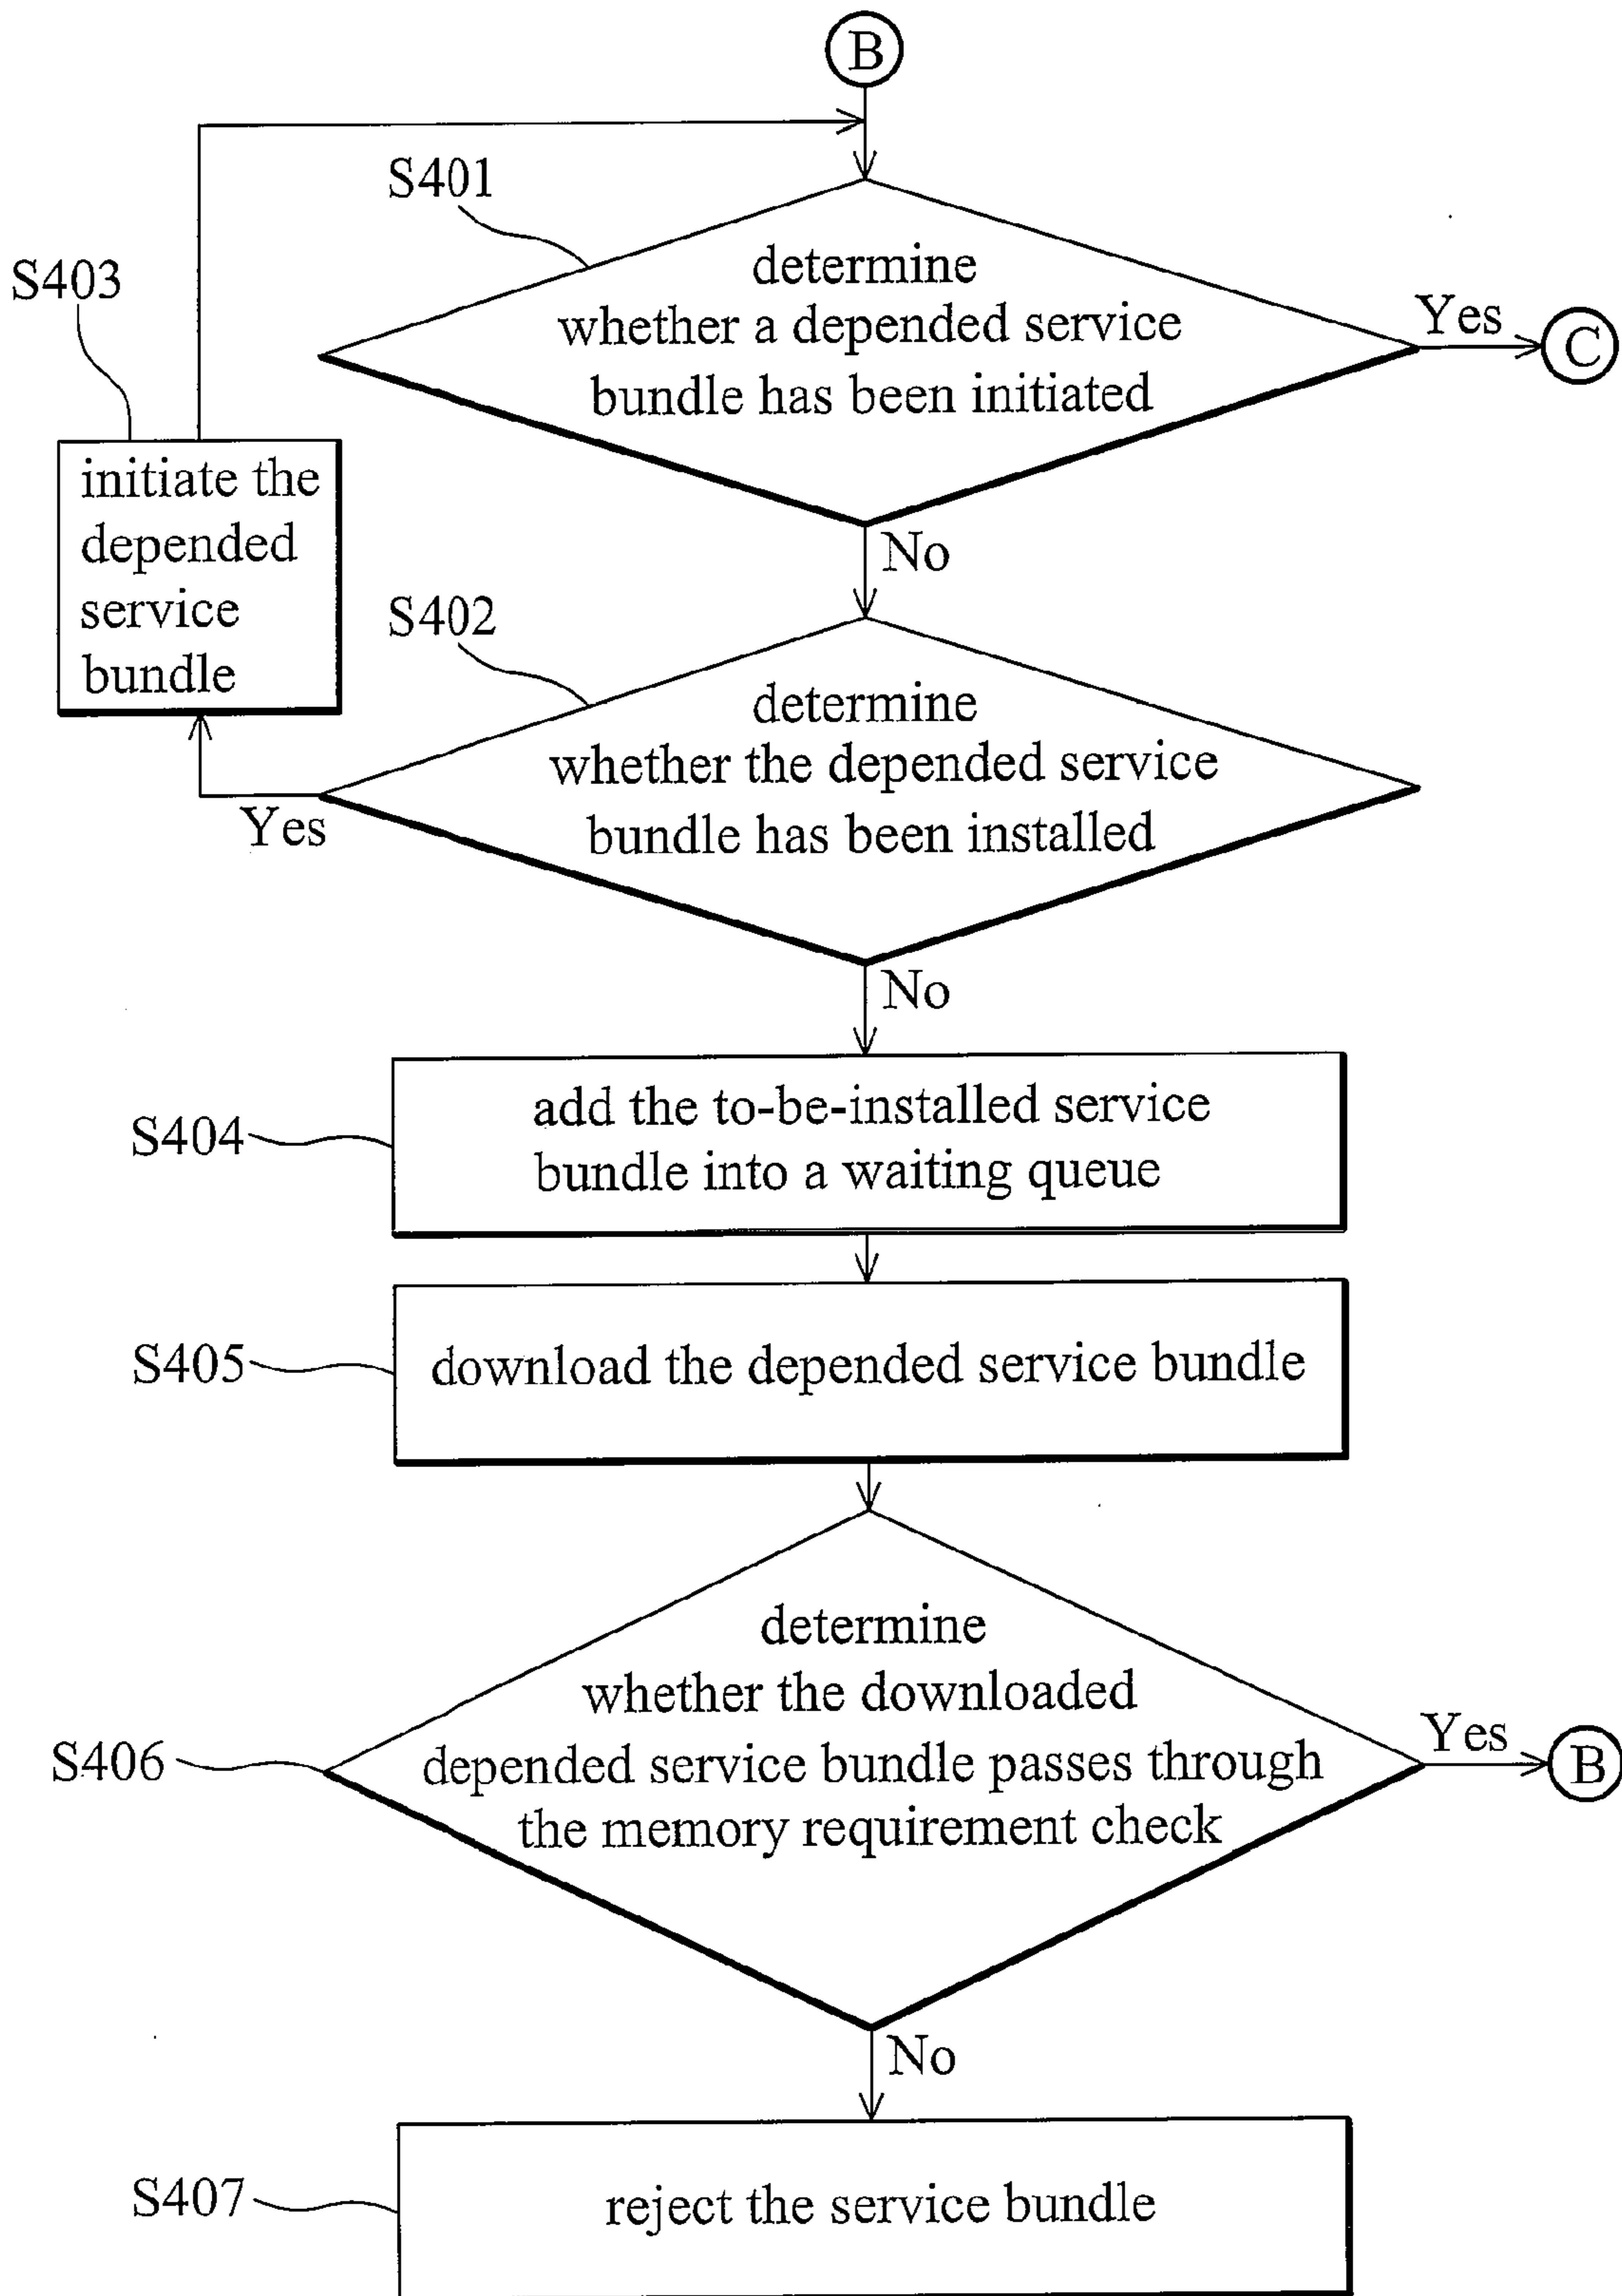 B
S401
determine
whether a depended service
bundle has been initiated
Yes
C
S403
initiate the
depended
service
bundle
No
S402
determine
whether the depended service
bundle has been installed
Yes
No
S404
add the to-be-installed service
bundle into a waiting queue
S405
download the depended service bundle
S406
determine
whether the downloaded
depended service bundle passes through
the memory requirement check
Yes
B
No
S407
reject the service bundle